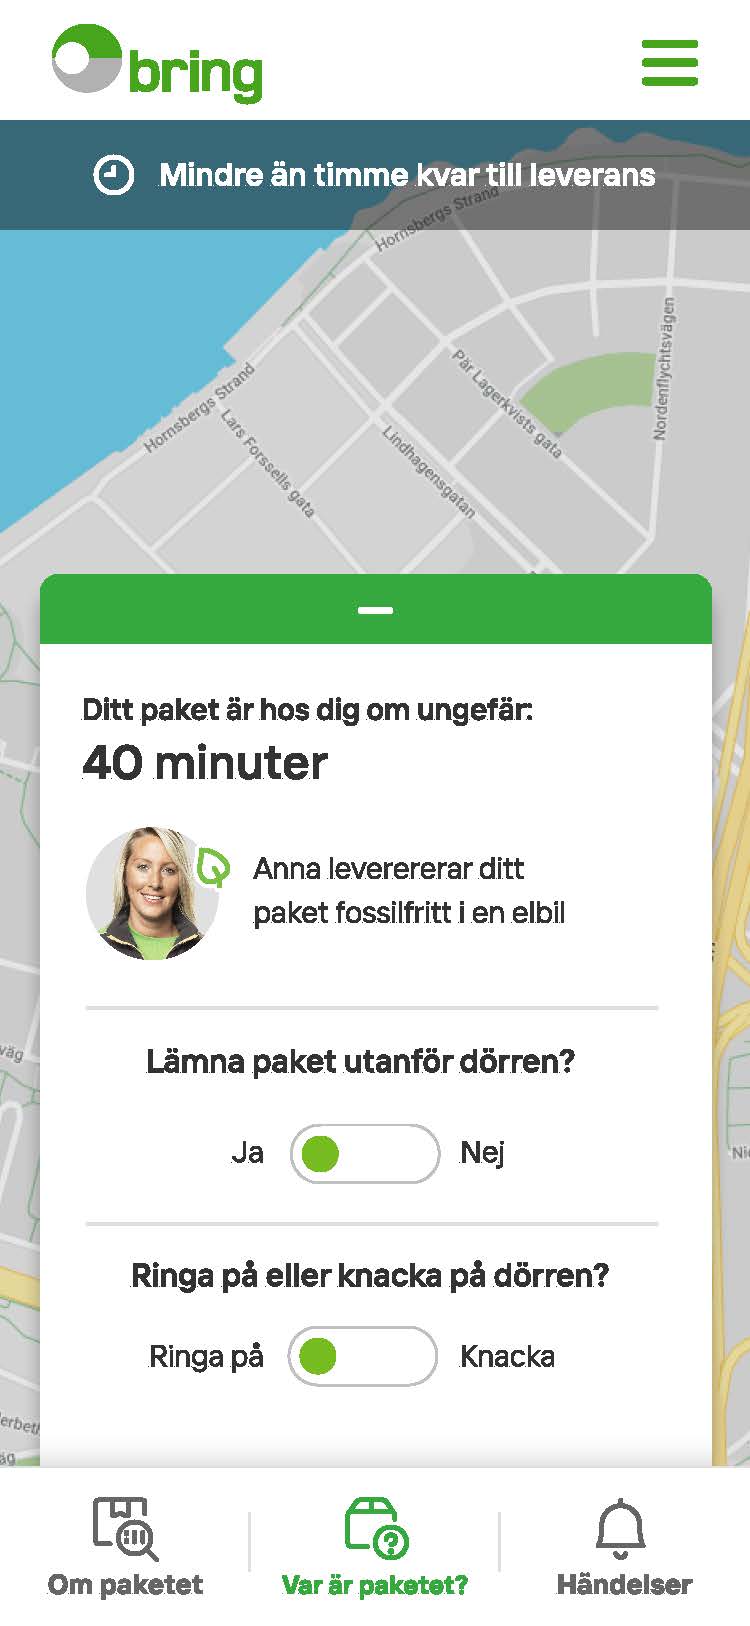 bring
Mindre än timme kvar till leverans
Hornsbergs Strand
Nordenflychtsvägen
Pär Lagerkvists gata
Hornsbergs Strand
Lars Forssells gata
Lindhagensgatan
Ditt paket är hos dig om ungefär:
40 minuter
Anna leverererar ditt
paket fossilfritt i en elbil
väg
Lämna paket utanför dörren?
Ja Nej
Ringa på eller knacka på dörren?
Ringa på Knacka
Om paketet
Var är paketet?
Händelser